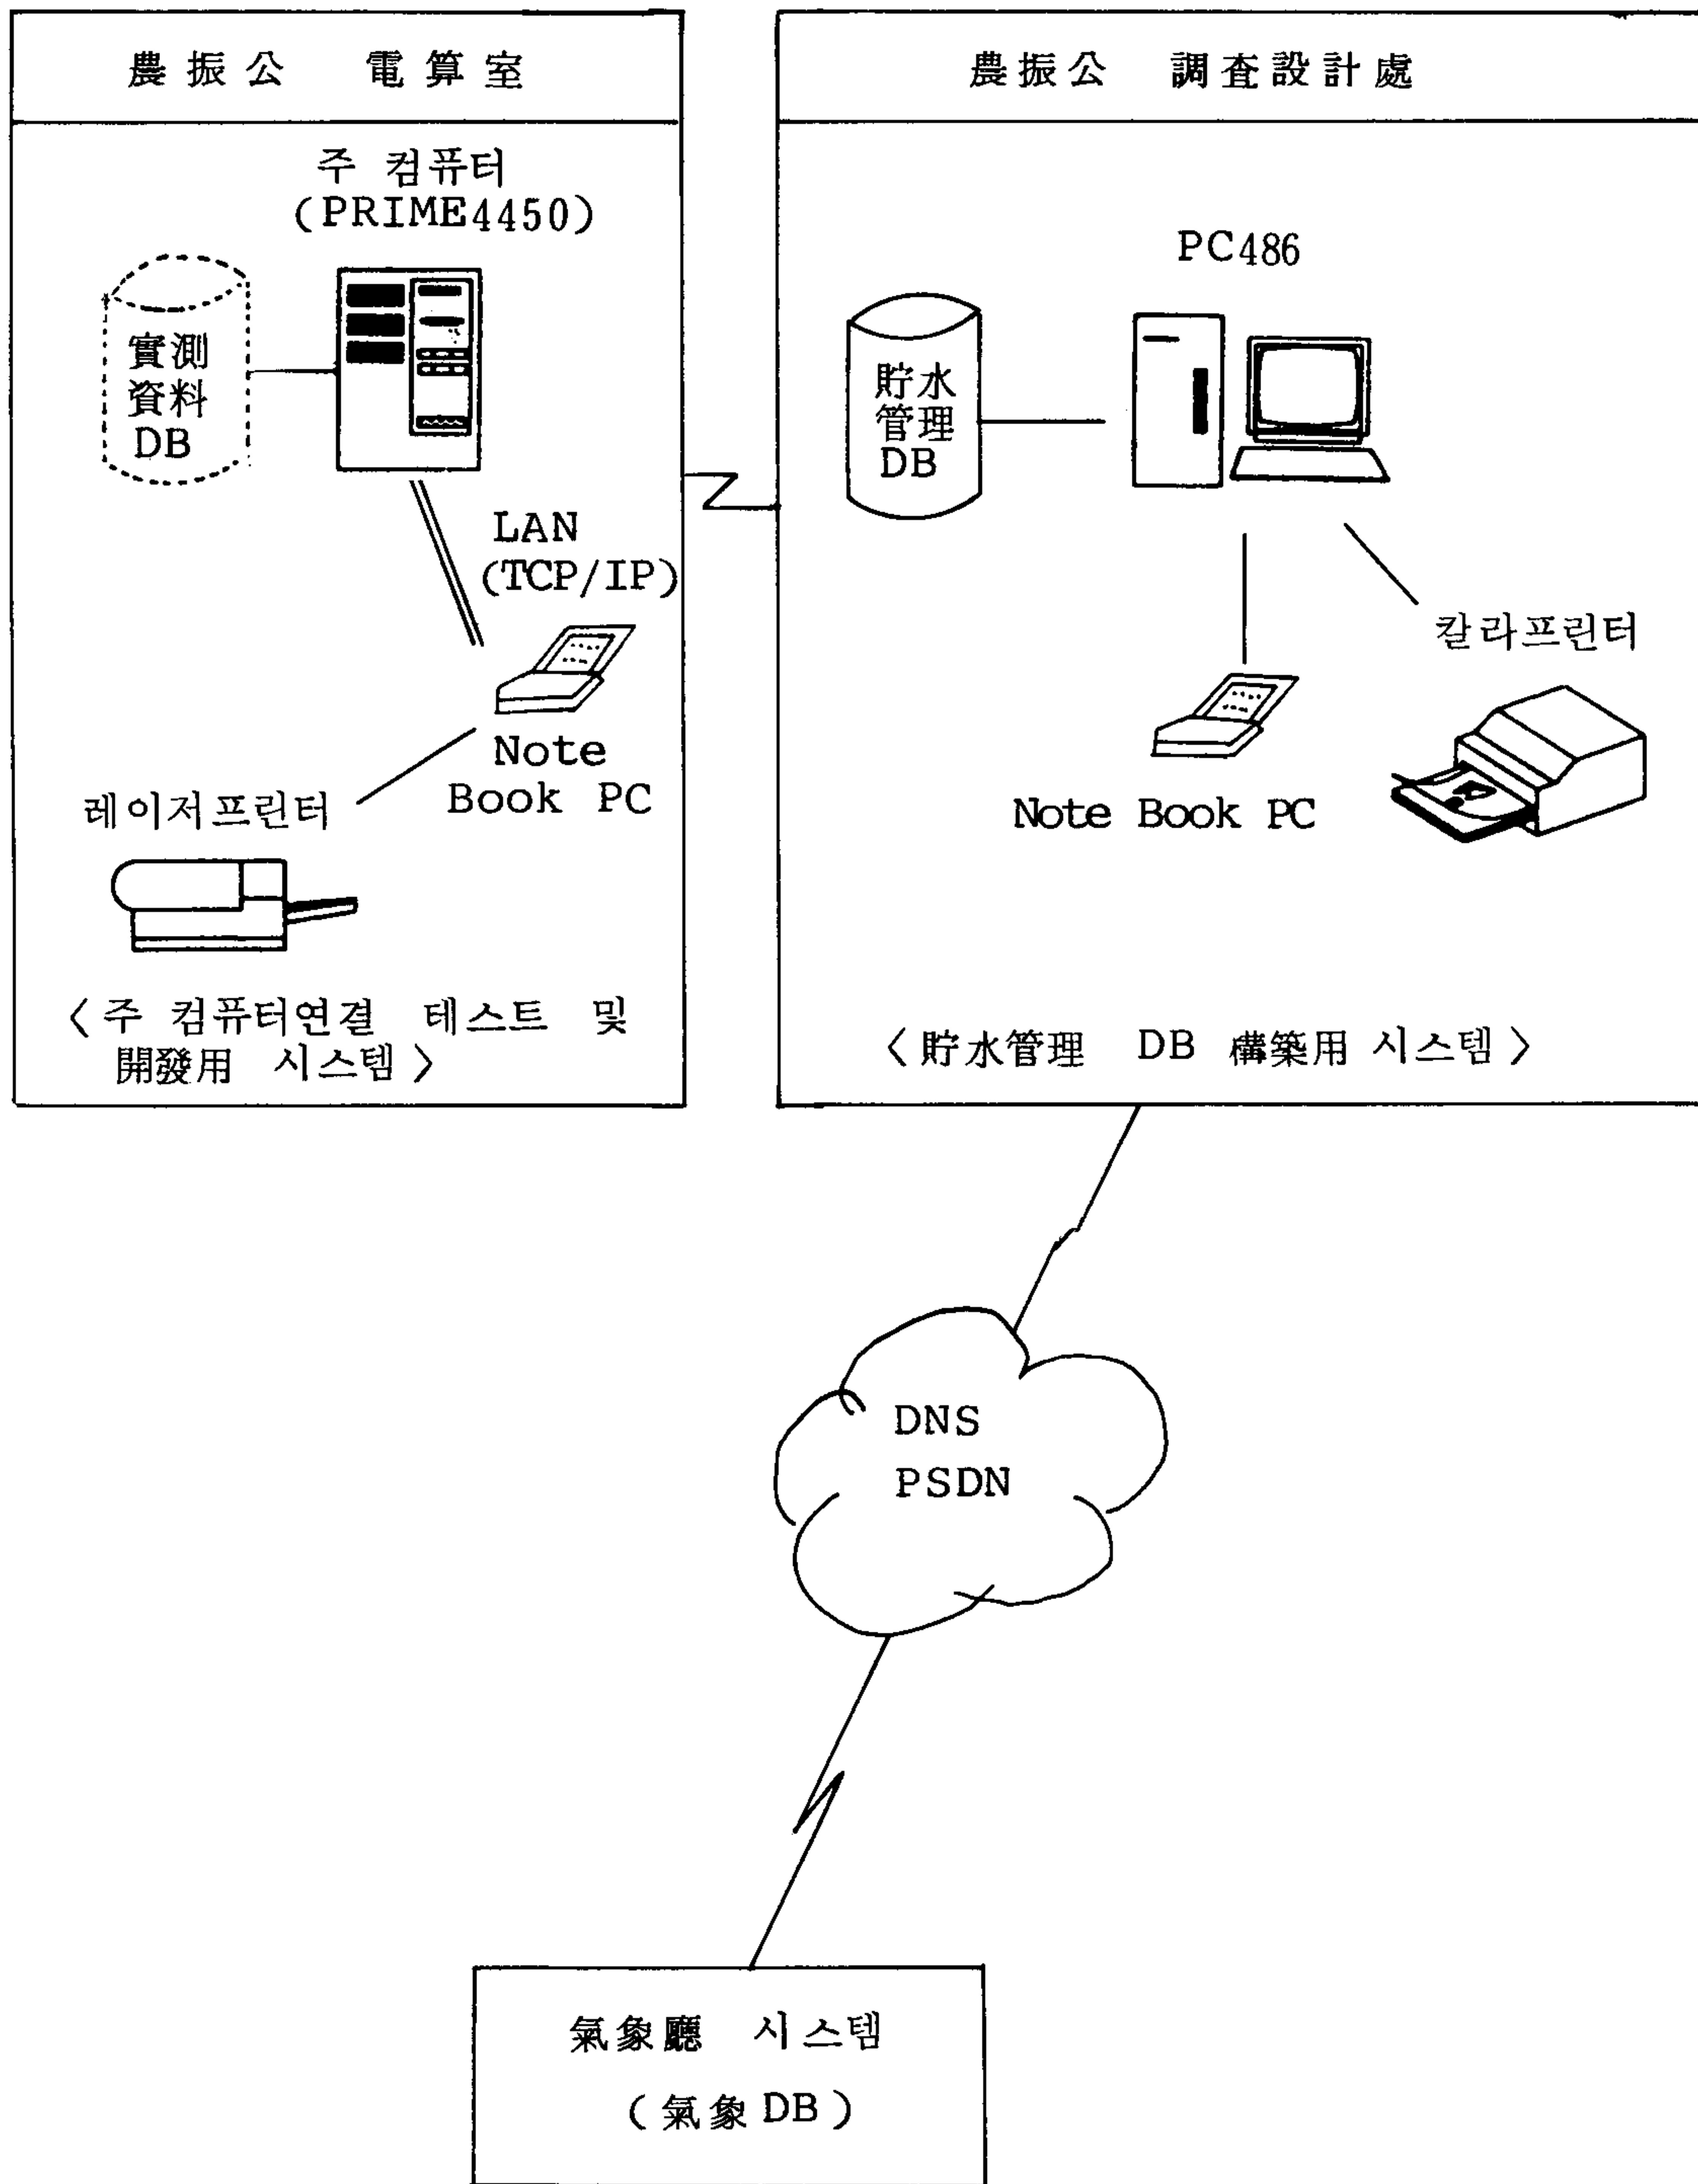 農振公 電算室
주 컴퓨터
(PRIME4450)
實測
資料
DB
LAN
(TCP/IP)
Note
Book PC
레이저프린터
〈주 컴퓨터연결 테스트 및
開發用 시스템〉
農振公 調査設計處
PC486
貯水
管理
DB
칼라프린터
Note Book PC
〈貯水管理 DB 構築用 시스템〉
DNS
PSDN
氣象廳 시스템
(氣象DB)